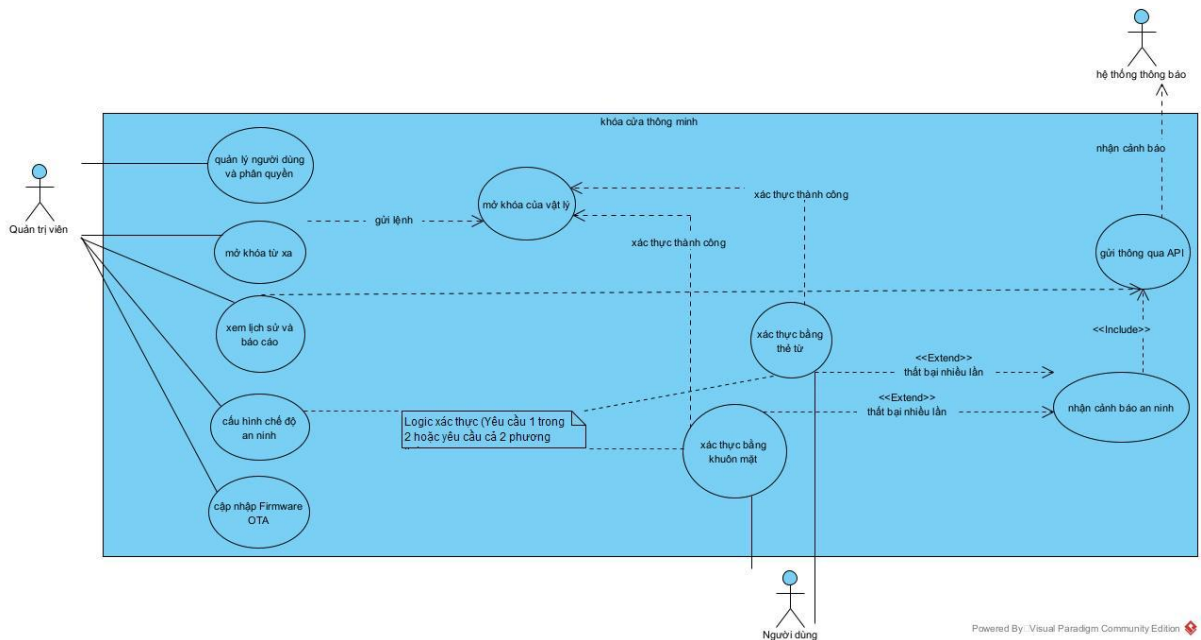 hệ thống thông báo
khóa cửa thông minh
quản lý người dùng
và phân quyền
nhận cảnh báo
Quản trị viên
mở khóa của vật lý
xác thực thành công
gửi lệnh
xác thực thành công
mở khóa từ xa
gửi thông qua API
xem lịch sử và
báo cáo
xác thực bằng
thẻ từ
<<Include>>
<<Extend>>
thất bại nhiều lần
<<Extend>>
thất bại nhiều lần
nhận cảnh báo an ninh
cấu hình chế độ
an ninh
Logic xác thực (Yêu cầu 1 trong
2 hoặc yêu cầu cả 2 phương
xác thực bằng
khuôn mặt
cập nhập Firmware
OTA
Người dùng
Powered By: Visual Paradigm Community Edition